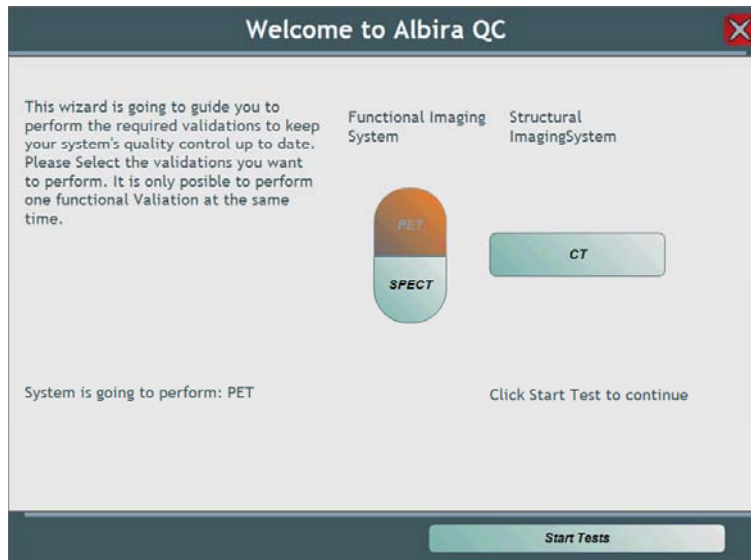 Welcome to Albira QC
This wizard is going to guide you to
perform the required validations to keep
your system's quality control up to date.
Please Select the validations you want
to perform. It is only posible to perform
one functional Valiation at the same
time.
Functional Imaging
System
Structural
ImagingSystem
PET
SPECT
CT
System is going to perform: PET
Click Start Test to continue
Start Tests